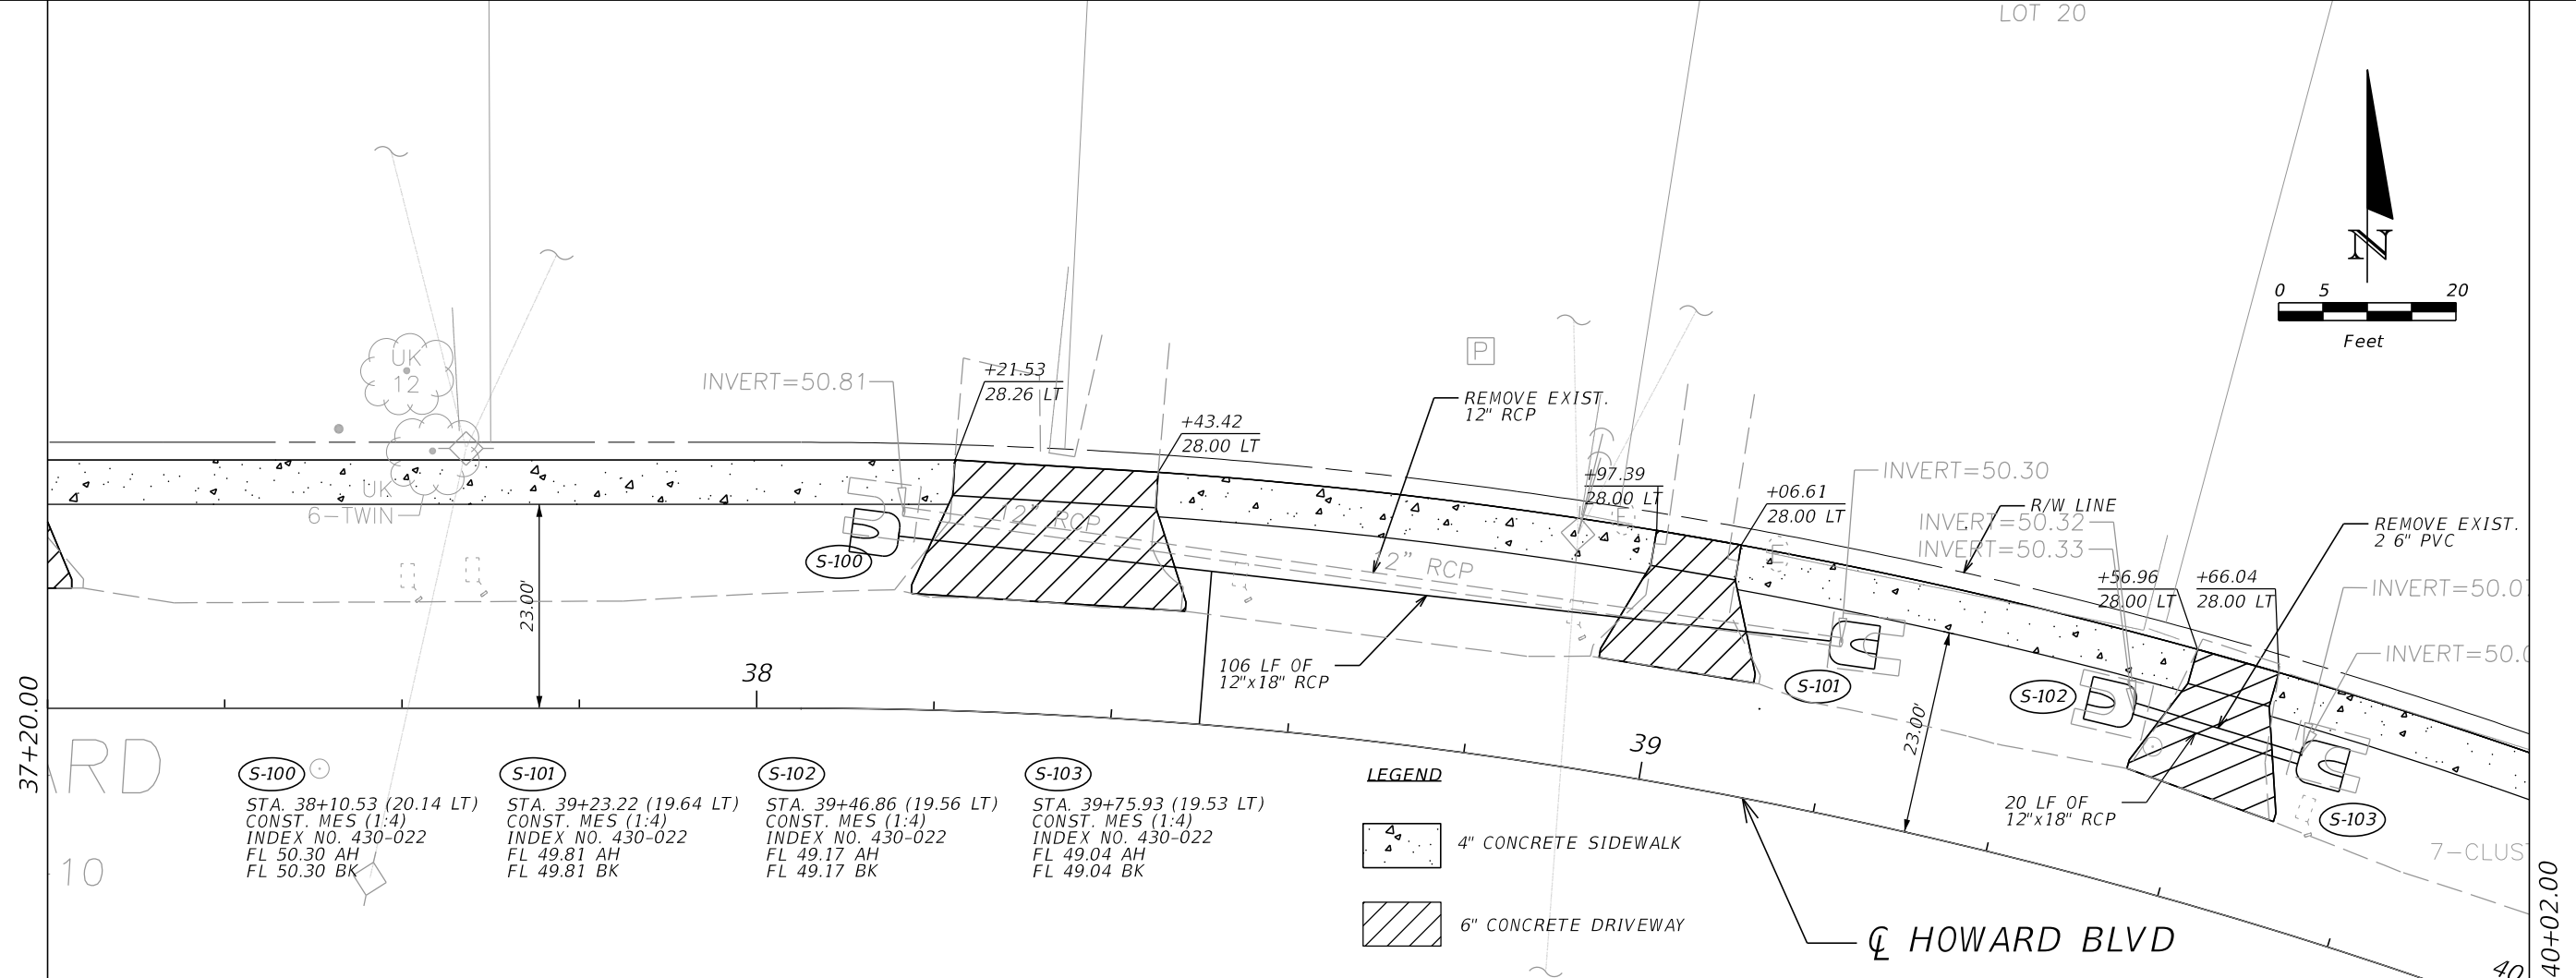 LOT 20
N
0 5 20
Feet
UK
12
UK
6-TWIN
INVERT=50.81
+21.53
28.26 LT
+43.42
28.00 LT
12" RCP
P
REMOVE EXIST.
12" RCP
12" RCP
+97.39
28.00 LT
E
+06.61
28.00 LT
E
INVERT=50.30
R/W LINE
INVERT=50.32
INVERT=50.33
+56.96
28.00 LT
+66.04
28.00 LT
REMOVE EXIST.
2 6" PVC
INVERT=50.0
INVERT=50.0
S-100
23.00'
38
106 LF OF
12"x18" RCP
S-101
23.00'
39
S-102
20 LF OF
12"x18" RCP
S-103
7-CLUS
37+20.00
ARD
10
S-100
STA. 38+10.53 (20.14 LT)
CONST. MES (1:4)
INDEX NO. 430-022
FL 50.30 AH
FL 50.30 BK
S-101
STA. 39+23.22 (19.64 LT)
CONST. MES (1:4)
INDEX NO. 430-022
FL 49.81 AH
FL 49.81 BK
S-102
STA. 39+46.86 (19.56 LT)
CONST. MES (1:4)
INDEX NO. 430-022
FL 49.17 AH
FL 49.17 BK
S-103
STA. 39+75.93 (19.53 LT)
CONST. MES (1:4)
INDEX NO. 430-022
FL 49.04 AH
FL 49.04 BK
LEGEND
4" CONCRETE SIDEWALK
6" CONCRETE DRIVEWAY
℄ HOWARD BLVD
40
40+02.00